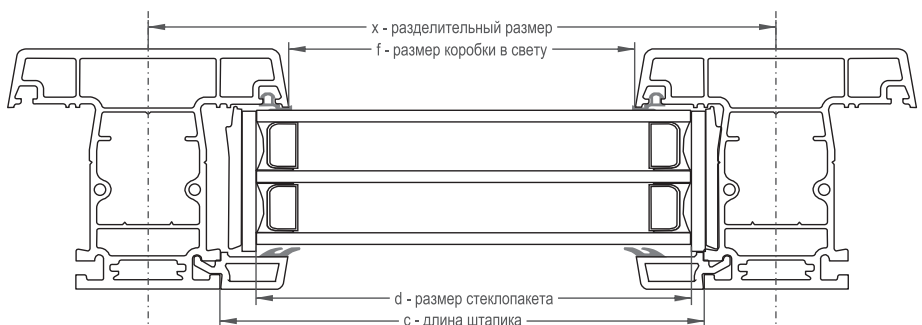 x - разделительный размер
f - размер коробки в свету
d - размер стеклопакета
c - длина штапика